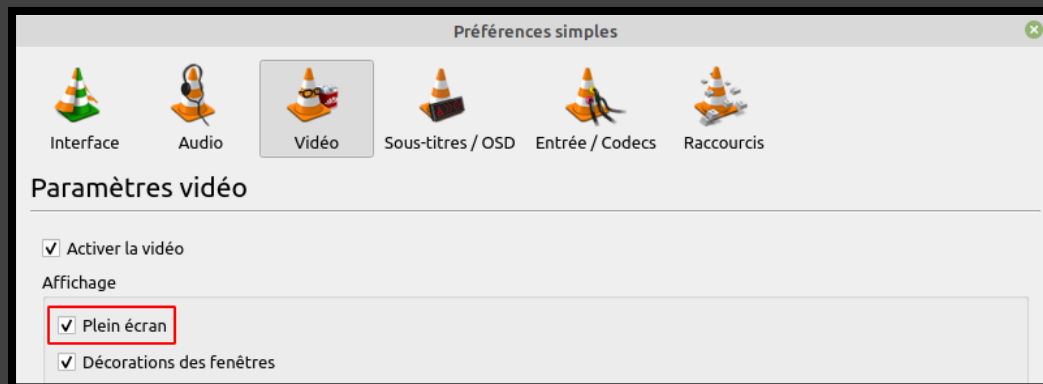 Préférences simples
Interface Audio Vidéo Sous-titres / OSD Entrée / Codecs Raccourcis
Paramètres vidéo
Activer la vidéo
Affichage
Plein écran
Décorations des fenêtres